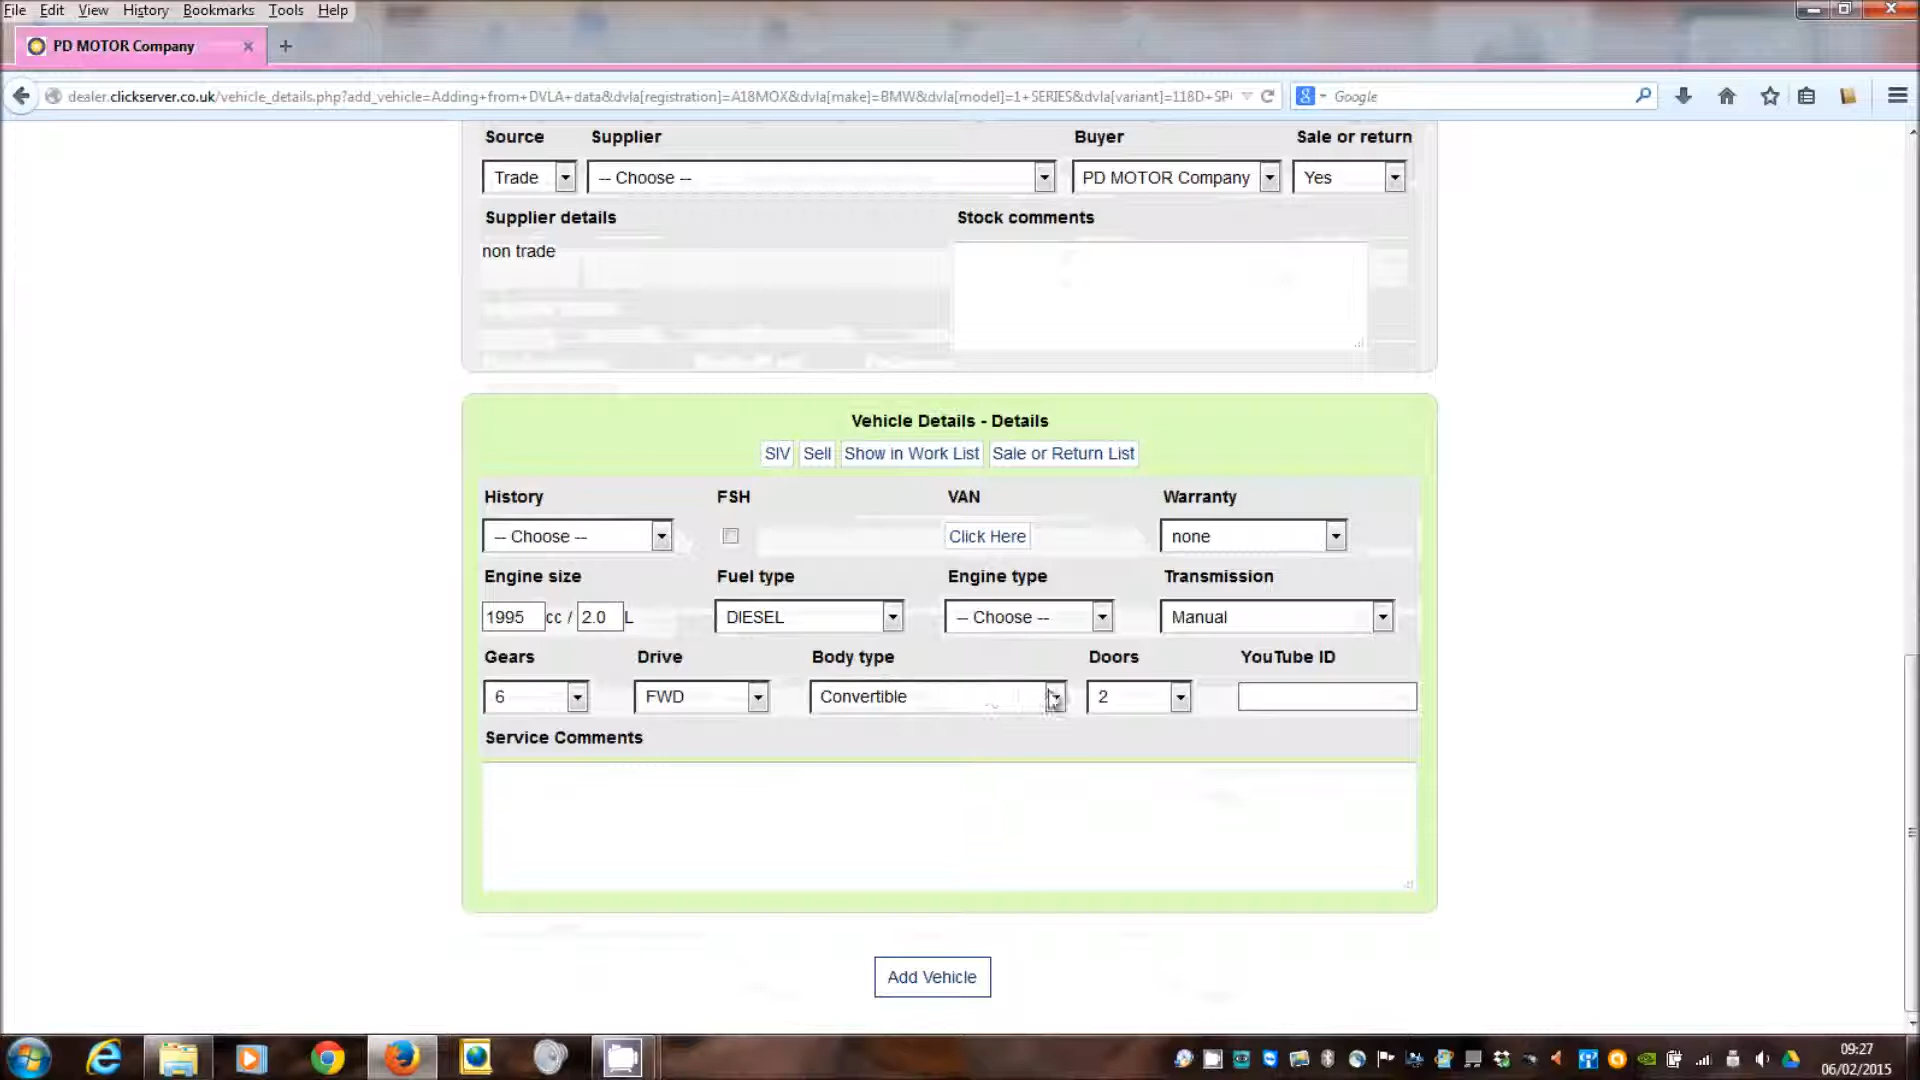 File Edit View History Bookmarks Tools Help
PD MOTOR Company
dealer.clickserver.co.uk/vehicle_details.php?add_vehicle=Adding+from+DVLA+data&dvla[registration]=A18MOX&dvla[make]=BMW&dvla[model]=1+SERIES&dvla[variant]=118D+SP
Google
Source Supplier Buyer Sale or return
Trade -- Choose -- PD MOTOR Company Yes
Supplier details Stock comments
non trade
Vehicle Details - Details
SIV Sell Show in Work List Sale or Return List
History FSH VAN Warranty
-- Choose -- Click Here none
Engine size Fuel type Engine type Transmission
1995 cc / 2.0 L DIESEL -- Choose -- Manual
Gears Drive Body type Doors YouTube ID
6 FWD Convertible 2
Service Comments
Add Vehicle
09:27
06/02/2015